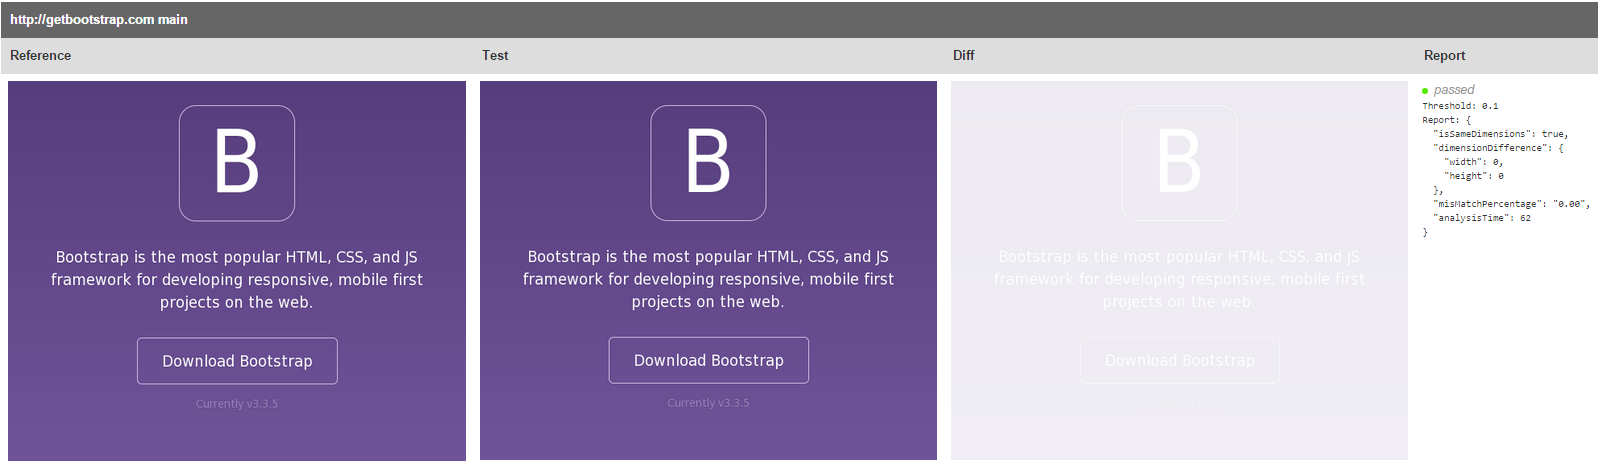 http://getbootstrap.com main
Reference
Test
Diff
Report
B
Bootstrap is the most popular HTML, CSS, and JS
framework for developing responsive, mobile first
projects on the web.
Download Bootstrap
Currently v3.3.5
B
Bootstrap is the most popular HTML, CSS, and JS
framework for developing responsive, mobile first
projects on the web.
Download Bootstrap
Currently v3.3.5
B
Bootstrap is the most popular HTML, CSS, and JS
framework for developing responsive, mobile first
projects on the web.
Download Bootstrap
passed
Threshold: 0.1
Report: {
"isSameDimensions": true,
"dimensionDifference": {
"width": 0,
"height": 0
},
"misMatchPercentage": "0.00",
"analysisTime": 62
}